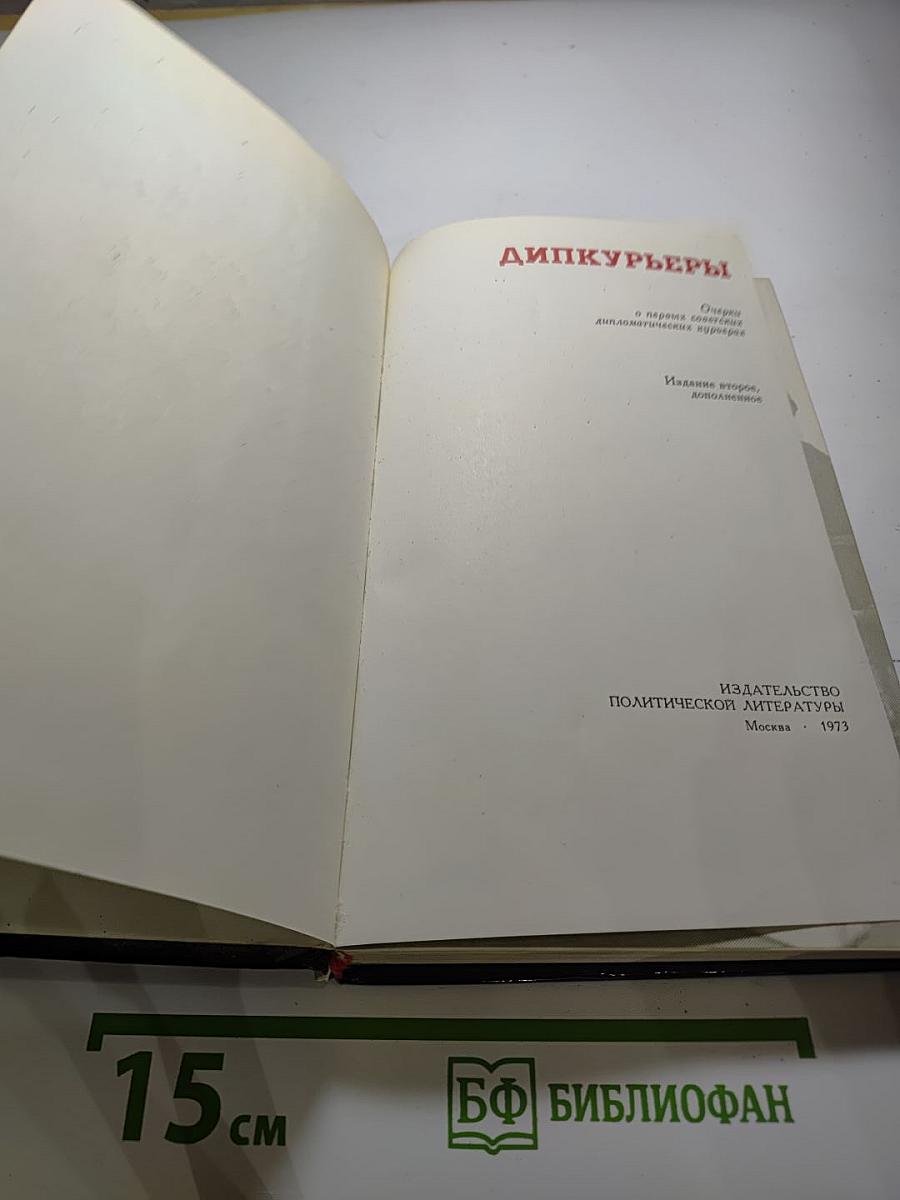 ДИПКУРЬЕРЫ
Очерки
о первых советских
дипломатических курьерах
Издание второе,
дополненное
ИЗДАТЕЛЬСТВО
ПОЛИТИЧЕСКОЙ ЛИТЕРАТУРЫ
Москва · 1973
15 см
БФ БИБЛИОФАН